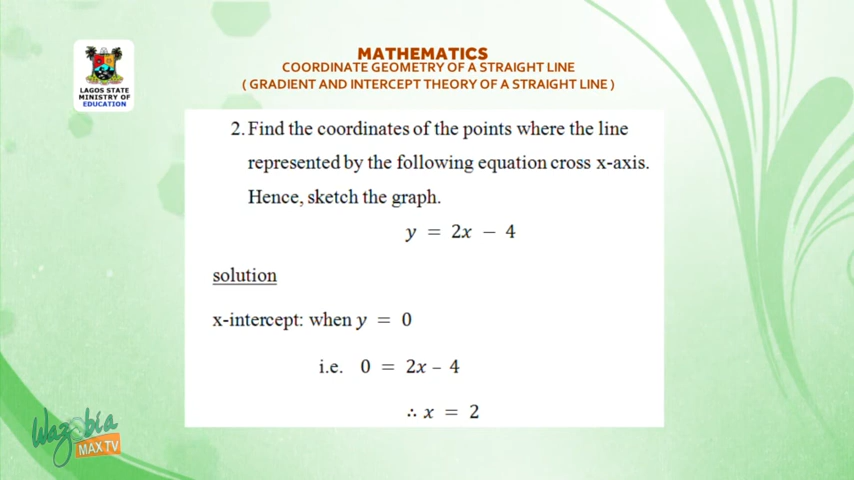 MATHEMATICS
COORDINATE GEOMETRY OF A STRAIGHT LINE
( GRADIENT AND INTERCEPT THEORY OF A STRAIGHT LINE )
LAGOS STATE
MINISTRY OF
EDUCATION
2. Find the coordinates of the points where the line
represented by the following equation cross x-axis.
Hence, sketch the graph.
y = 2x − 4
solution
x-intercept: when y = 0
i.e. 0 = 2x − 4
∴ x = 2
Wazobia
MAX TV